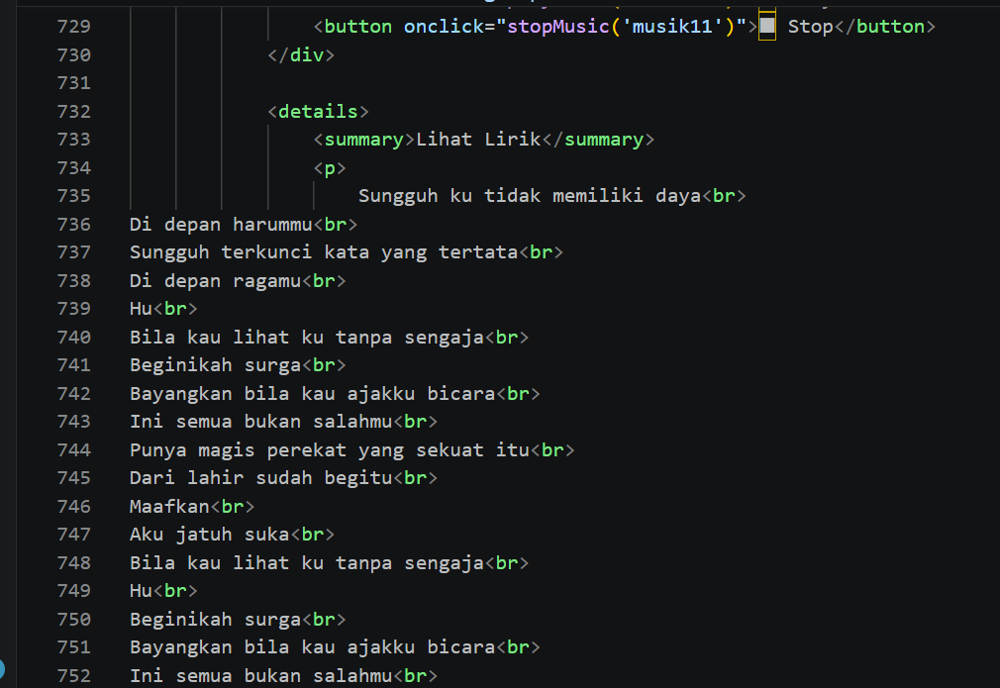 729 <button onclick="stopMusic('musik11')">■ Stop</button>
730 </div>
731
732 <details>
733 <summary>Lihat Lirik</summary>
734 <p>
735 Sungguh ku tidak memiliki daya<br>
736 Di depan harummu<br>
737 Sungguh terkunci kata yang tertata<br>
738 Di depan ragamu<br>
739 Hu<br>
740 Bila kau lihat ku tanpa sengaja<br>
741 Beginikah surga<br>
742 Bayangkan bila kau ajakku bicara<br>
743 Ini semua bukan salahmu<br>
744 Punya magis perekat yang sekuat itu<br>
745 Dari lahir sudah begitu<br>
746 Maafkan<br>
747 Aku jatuh suka<br>
748 Bila kau lihat ku tanpa sengaja<br>
749 Hu<br>
750 Beginikah surga<br>
751 Bayangkan bila kau ajakku bicara<br>
752 Ini semua bukan salahmu<br>